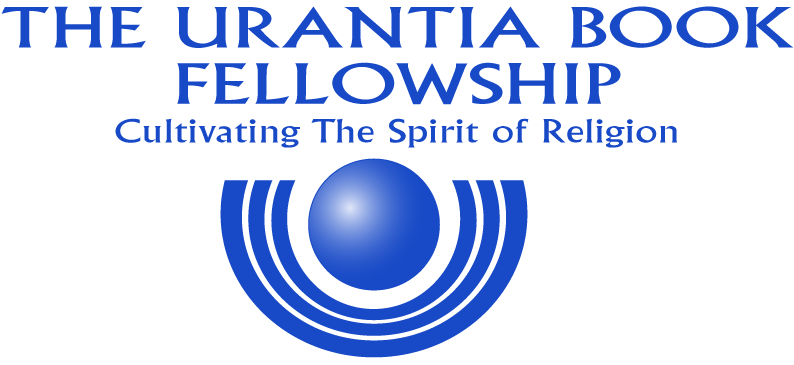 THE URANTIA BOOK
FELLOWSHIP
Cultivating The Spirit of Religion